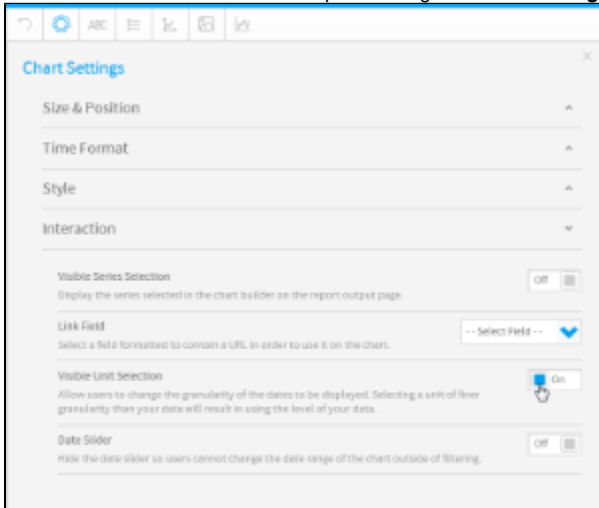 ABC
Chart Settings
Size & Position
Time Format
Style
Interaction
Visible Series Selection
Off
Display the series selected in the chart builder on the report output page.
Link Field
-- Select Field --
Select a field formatted to contain a URL in order to use it on the chart.
Visible Unit Selection
On
Allow users to change the granularity of the dates to be displayed. Selecting a unit of finer
granularity than your data will result in using the level of your data.
Date Slider
Off
Hide the date slider so users cannot change the date range of the chart outside of filtering.